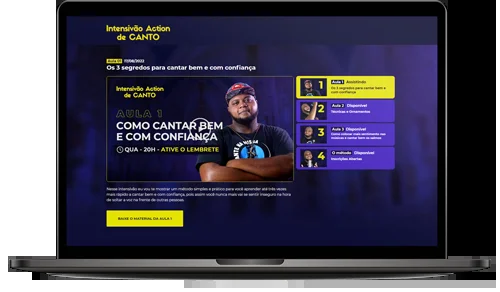 Intensivão Action
de CANTO
Aula 01 17/08/2022
Os 3 segredos para cantar bem e com confiança
Intensivão Action
de CANTO
AULA 1
COMO CANTAR BEM
E COM CONFIANÇA
QUA - 20H - ATIVE O LEMBRETE
1
Aula 1 Assistindo
Os 3 segredos para cantar bem e com confiança
2
Aula 2 Disponível
Técnicas e Ornamentos
3
Aula 3 Disponível
4
O método Disponível
Inscrições Abertas
Nesse intensivão eu vou te mostrar um método simples e prático para você aprender até três vezes
mais rápido a cantar bem e com confiança, pois assim você nunca mais vai se sentir inseguro na hora
de soltar a voz na frente de outras pessoas.
BAIXE O MATERIAL DA AULA 1